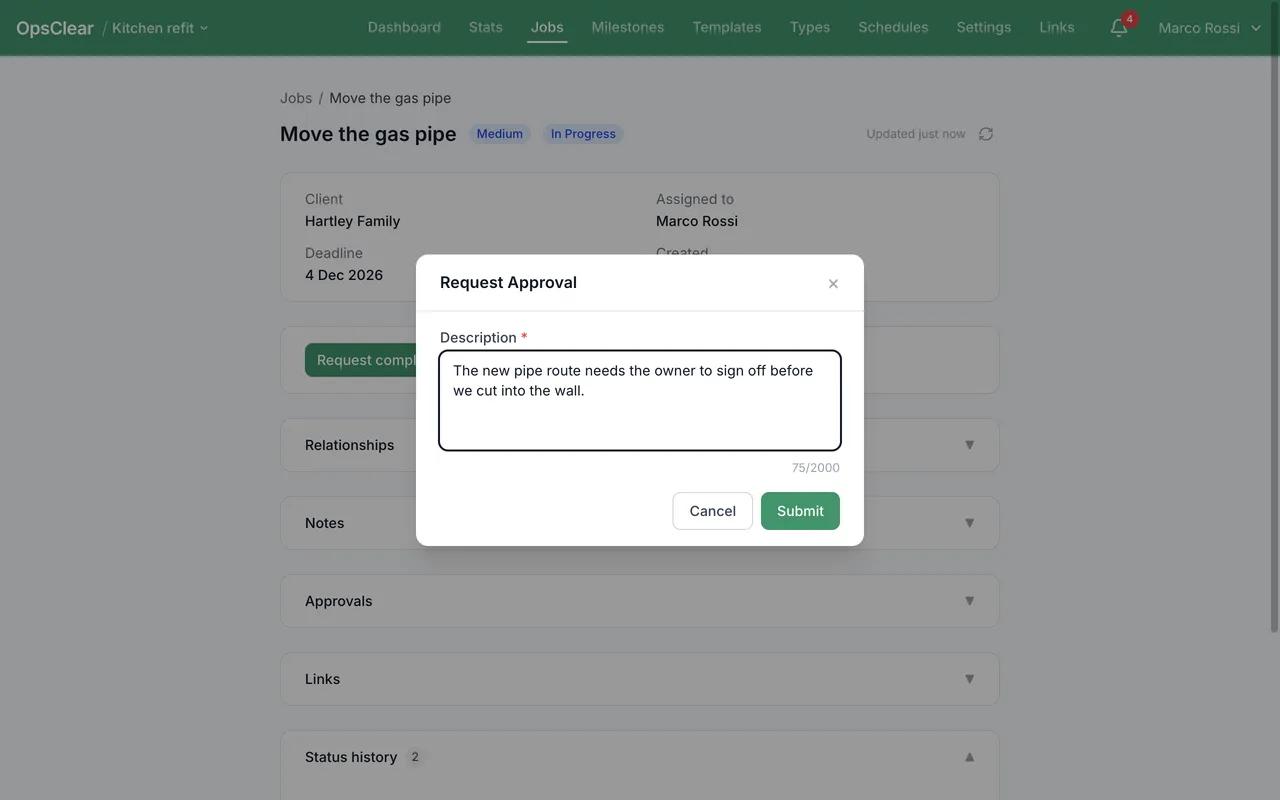 OpsClear / Kitchen refit
Dashboard
Stats
Jobs
Milestones
Templates
Types
Schedules
Settings
Links
4
Marco Rossi
Jobs / Move the gas pipe
Move the gas pipe
Medium
In Progress
Updated just now
Client
Hartley Family
Assigned to
Marco Rossi
Deadline
4 Dec 2026
Created
Request Approval
×
Description *
The new pipe route needs the owner to sign off before
we cut into the wall.
75/2000
Cancel
Submit
Request compl
Relationships
Notes
Approvals
Links
Status history 2